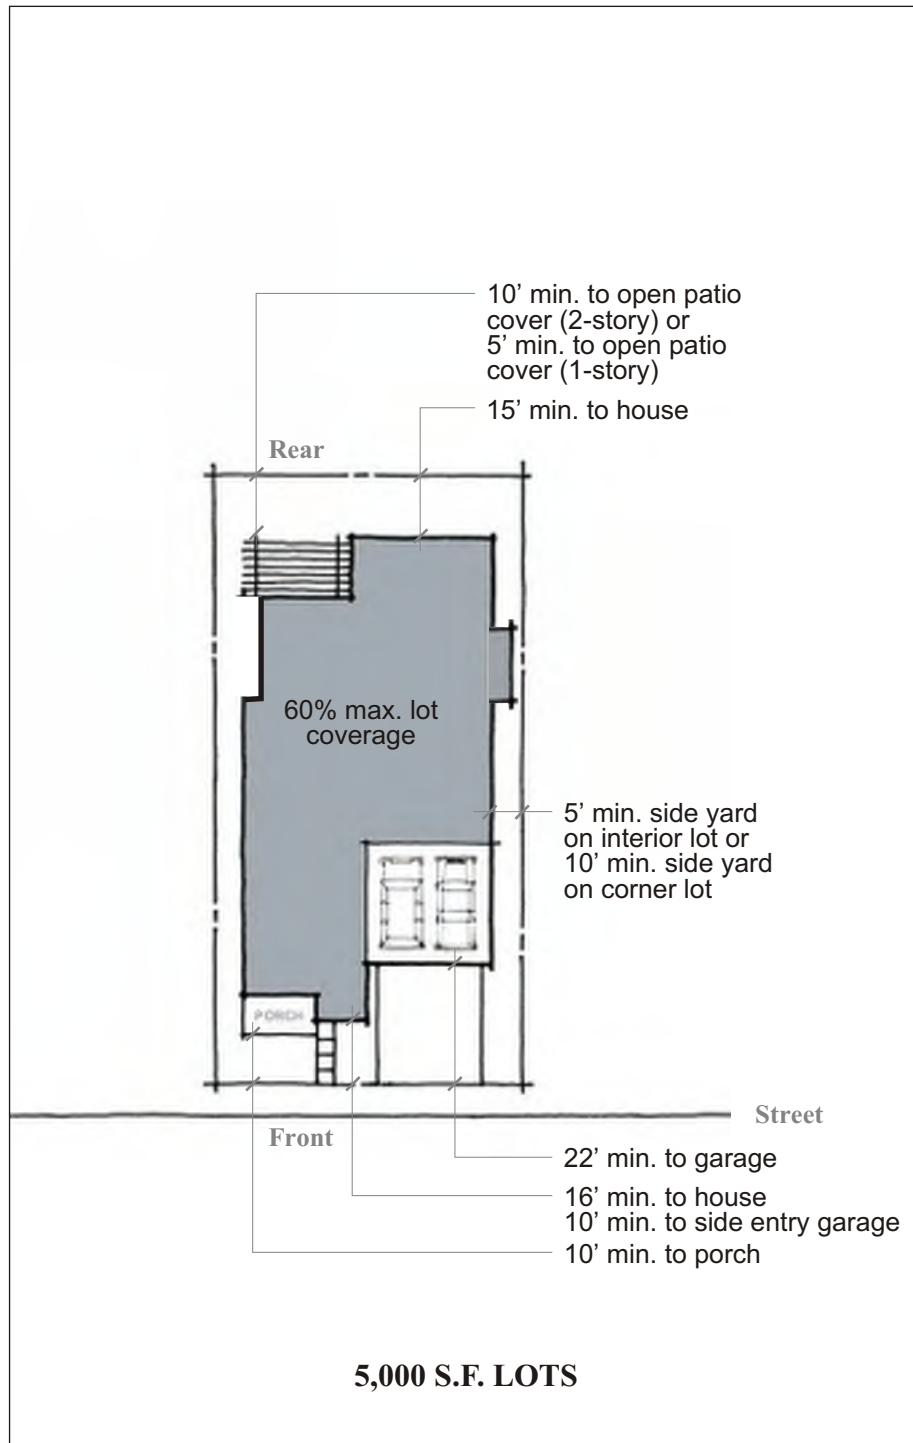 10’ min. to open patio
cover (2-story) or
5’ min. to open patio
cover (1-story)
15’ min. to house
Rear
60% max. lot
coverage
5’ min. side yard
on interior lot or
10’ min. side yard
on corner lot
PORCH
Street
Front
22’ min. to garage
16’ min. to house
10’ min. to side entry garage
10’ min. to porch
5,000 S.F. LOTS